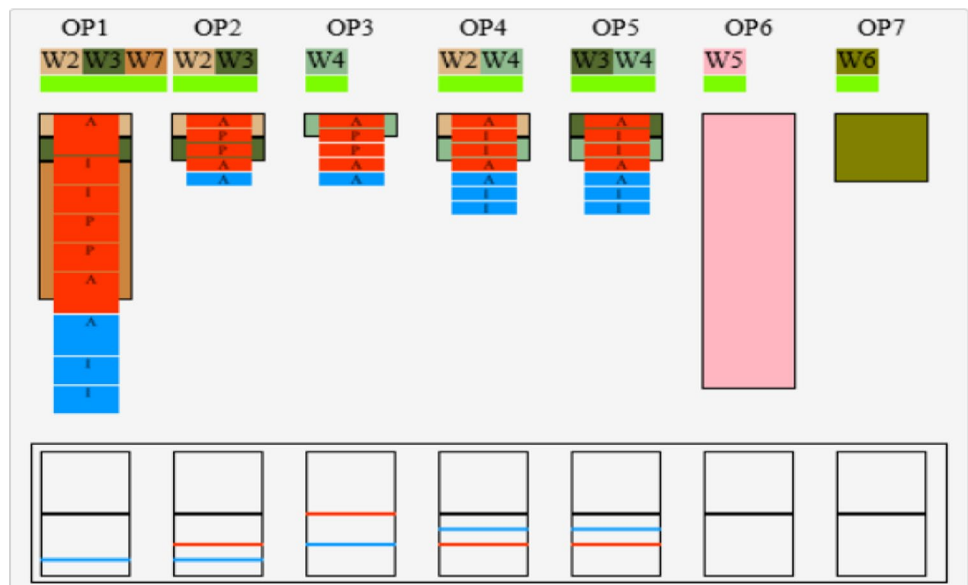 OP1 OP2 OP3 OP4 OP5 OP6 OP7
W2 W3 W7 W2 W3 W4 W2 W4 W3 W4 W5 W6
A A A A A
P P I I
P P I I
I A A A A
A A A A
I I I
I I
P
P
A
A
I
I